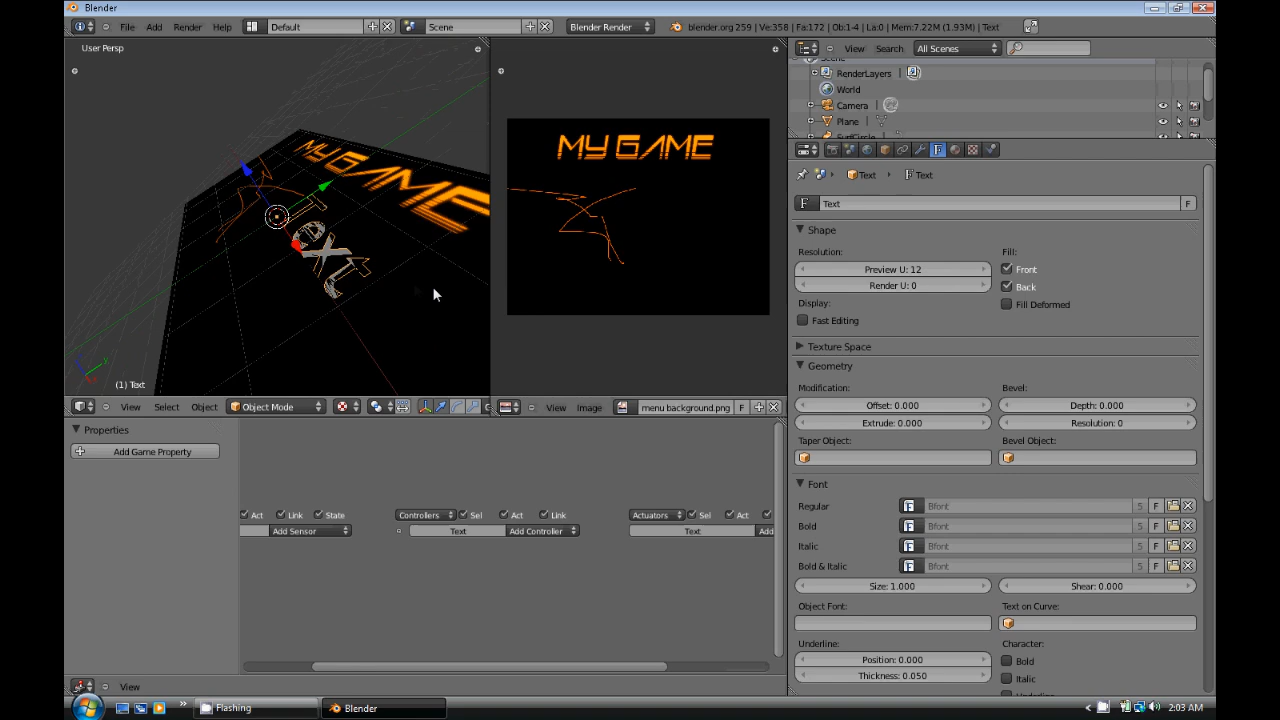 Blender
File Add Render Help Default Scene Blender Render blender.org 259 | Ve:358 | Fa:172 | Ob:1-4 | La:0 | Mem:7.22M (1.93M) | Text
User Persp
MY GAME
Text
(1) Text
MY GAME
View Search All Scenes
RenderLayers
World
Camera
Plane
SurfCircle
Text Text
F Text F
Shape
Resolution: Fill:
Preview U: 12 Front
Render U: 0 Back
Display: Fill Deformed
Fast Editing
Texture Space
Geometry
Modification: Bevel:
Offset: 0.000 Depth: 0.000
Extrude: 0.000 Resolution: 0
Taper Object: Bevel Object:
Font
Regular Bfont 5 F
Bold Bfont 5 F
Italic Bfont 5 F
Bold & Italic Bfont 5 F
Size: 1.000 Shear: 0.000
Object Font: Text on Curve:
Underline: Character:
Position: 0.000 Bold
Thickness: 0.050 Italic
View Select Object Object Mode
View Image menu background.png F
Properties
Add Game Property
Act Link State Controllers Sel Act Link Actuators Sel Act
Add Sensor Text Add Controller Text Add
View
Flashing Blender 2:03 AM